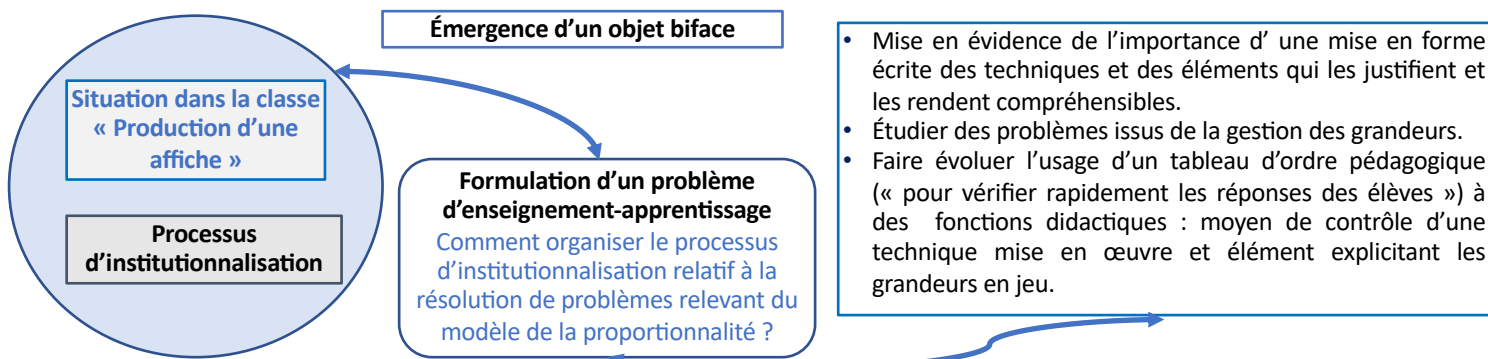 Émergence d’un objet biface
Situation dans la classe
« Production d’une
affiche »
Processus
d’institutionnalisation
Formulation d’un problème
d’enseignement-apprentissage
Comment organiser le processus
d’institutionnalisation relatif à la
résolution de problèmes relevant du
modèle de la proportionnalité ?
• Mise en évidence de l’importance d’ une mise en forme
écrite des techniques et des éléments qui les justifient et
les rendent compréhensibles.
• Étudier des problèmes issus de la gestion des grandeurs.
• Faire évoluer l’usage d’un tableau d’ordre pédagogique
(« pour vérifier rapidement les réponses des élèves ») à
des fonctions didactiques : moyen de contrôle d’une
technique mise en œuvre et élément explicitant les
grandeurs en jeu.